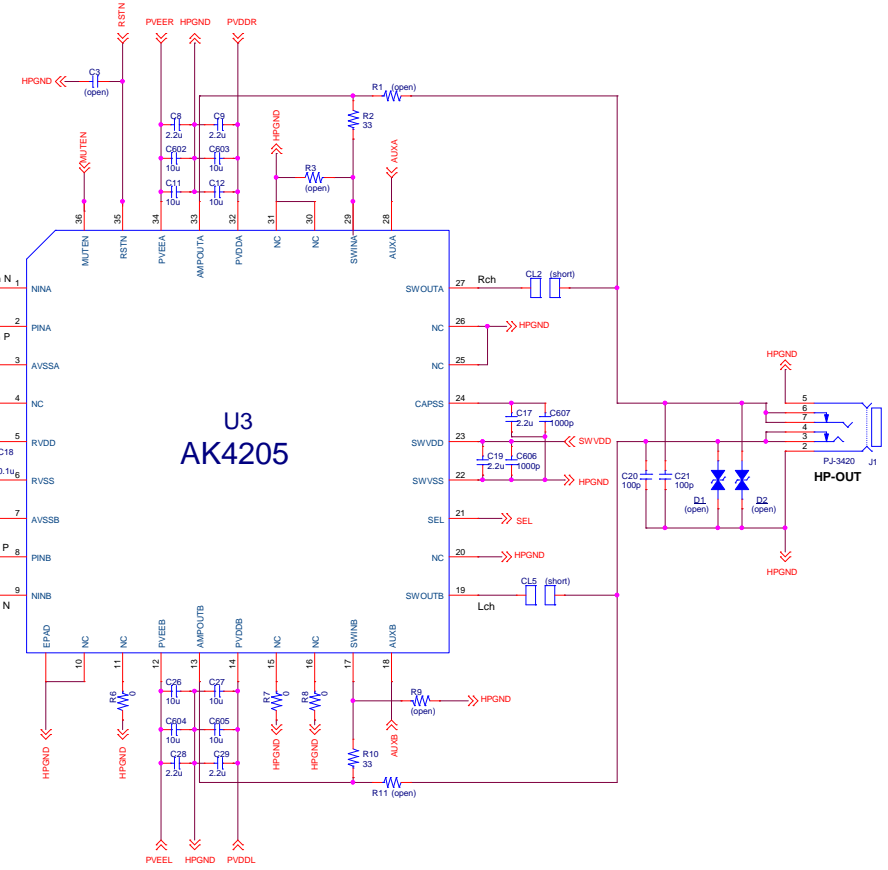 RSTN
PVEER HPGND PVDDR
HPGND
C3
(open)
MUTEN
C8
2.2u
C9
2.2u
C602
10u
C603
10u
C11
10u
C12
10u
HPGND
R1 (open)
R2
33
R3
(open)
AUXA
36 35 34 33 32 31 30 29 28
MUTEN RSTN PVEEA AMPOUTA PVDDA NC NC SWINA AUXA
N
1 NINA
2 PINA
P
3 AVSSA
4 NC
5 RVDD
C18
0.1u
6 RVSS
7 AVSSB
P
8 PINB
9 NINB
N
U3
AK4205
SWOUTA 27 Rch
CL2 (short)
NC 26 HPGND
NC 25
CAPSS 24
C17
2.2u
C607
1000p
SWVDD 23 SWVDD
C19
2.2u
C606
1000p
SWVSS 22 HPGND
SEL 21 SEL
NC 20 HPGND
SWOUTB 19 Lch
CL5 (short)
HPGND
5
6
7
4
3
2
PJ-3420 J1
HP-OUT
C20
100p
C21
100p
D1
(open)
D2
(open)
HPGND
EPAD NC NC PVEEB AMPOUTB PVDDB NC NC SWINB AUXB
10 11 12 13 14 15 16 17 18
R6 0
C26
10u
C27
10u
R7 0
R8 0
C604
10u
C605
10u
C28
2.2u
C29
2.2u
R9
(open)
HPGND
AUXB
R10
33
R11 (open)
HPGND HPGND HPGND HPGND
PVEEL HPGND PVDDL